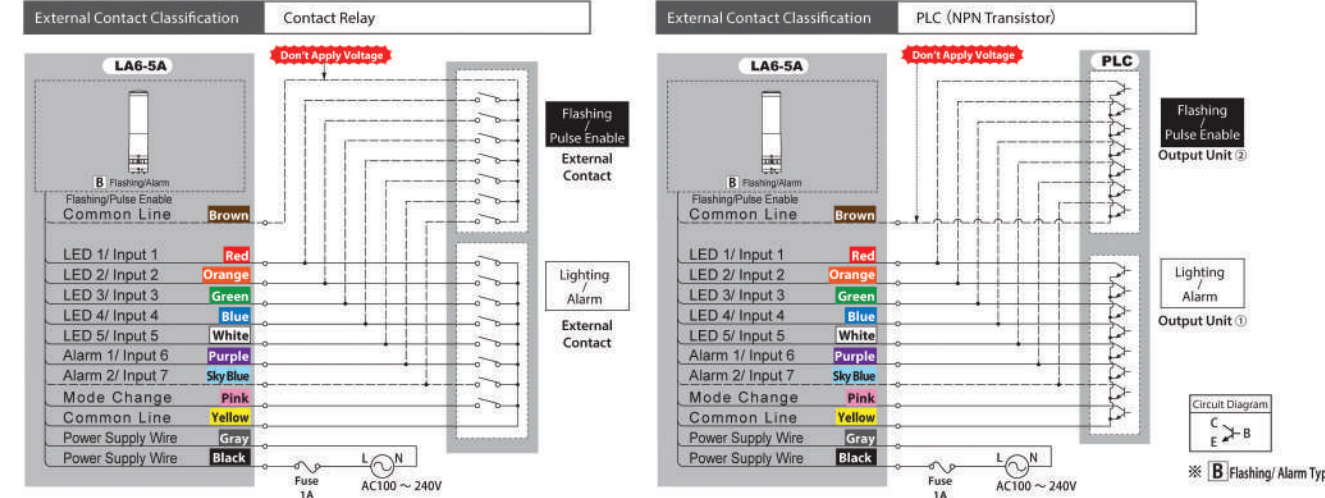 External Contact Classification Contact Relay
Don't Apply Voltage
LA6-5A
B Flashing/Alarm
Flashing/Pulse Enable
Common Line Brown
LED 1/ Input 1 Red
LED 2/ Input 2 Orange
LED 3/ Input 3 Green
LED 4/ Input 4 Blue
LED 5/ Input 5 White
Alarm 1/ Input 6 Purple
Alarm 2/ Input 7 Sky Blue
Mode Change Pink
Common Line Yellow
Power Supply Wire Gray
Power Supply Wire Black
Fuse
1A
L N
AC100 ~ 240V
Flashing
/
Pulse Enable
External
Contact
Lighting
/
Alarm
External
Contact
External Contact Classification PLC (NPN Transistor)
Don't Apply Voltage
LA6-5A
PLC
B Flashing/Alarm
Flashing/Pulse Enable
Common Line Brown
LED 1/ Input 1 Red
LED 2/ Input 2 Orange
LED 3/ Input 3 Green
LED 4/ Input 4 Blue
LED 5/ Input 5 White
Alarm 1/ Input 6 Purple
Alarm 2/ Input 7 Sky Blue
Mode Change Pink
Common Line Yellow
Power Supply Wire Gray
Power Supply Wire Black
Fuse
1A
L N
AC100 ~ 240V
Flashing
/
Pulse Enable
Output Unit ②
Lighting
/
Alarm
Output Unit ①
Circuit Diagram
C
B
E
※ B Flashing/ Alarm Typ